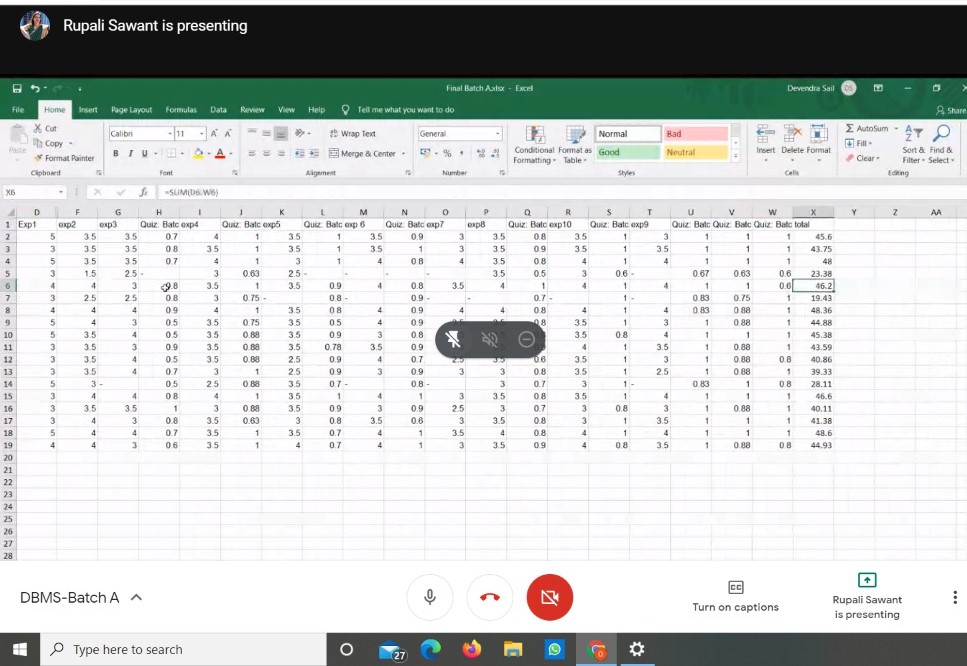 Rupali Sawant is presenting
Final Batch A.xlsx - Excel
Devendra Sail
DS
File Home Insert Page Layout Formulas Data Review View Help Tell me what you want to do Share
Cut
Copy
Format Painter
Paste
Clipboard
Calibri 11
B I U
Font
Wrap Text
Merge & Center
Alignment
General
Number
Conditional Formatting
Format as Table
Normal Bad
Good Neutral
Styles
Insert Delete Format
Cells
AutoSum
Fill
Clear
Sort & Filter
Find & Select
Editing
X6 fx =SUM(D6:W6)
D F G H I J K L M N O P Q R S T U V W X Y Z AA
1 Exp1 exp2 exp3 Quiz: Batc exp4 Quiz: Batc exp5 Quiz: Batc exp 6 Quiz: Batc exp7 exp8 Quiz: Batc exp10 Quiz: Batc exp9 Quiz: Batc Quiz: Batc Quiz: Batc total
2 5 3.5 3.5 0.7 4 1 3.5 1 3.5 0.9 3 3.5 0.8 3.5 1 3 1 1 1 45.6
3 3 3.5 3.5 0.8 3.5 1 3.5 1 3.5 1 3 3.5 0.9 3.5 1 3.5 1 1 1 43.75
4 5 3.5 3.5 0.7 4 1 3 1 4 0.8 4 3.5 0.8 4 1 4 1 1 1 48
5 3 1.5 2.5 - 3 0.63 2.5 - - - - 3.5 0.5 3 0.6 - 0.67 0.63 0.6 23.38
6 4 4 3 0.8 3.5 1 3.5 0.9 4 0.8 3.5 4 1 4 1 4 1 1 0.6 46.2
7 3 2.5 2.5 0.8 3 0.75 - 0.8 - 0.9 - - 0.7 - 1 - 0.83 0.75 1 19.43
8 4 4 4 0.9 4 1 3.5 0.8 4 0.9 4 4 0.8 4 1 4 0.83 0.88 1 48.36
9 5 4 3 0.5 3.5 0.75 3.5 0.5 4 0.9 0.8 3.5 1 3 1 0.88 1 44.88
10 5 3.5 4 0.5 3.5 0.88 3.5 0.9 3 0.8 3.5 0.8 4 1 1 1 45.38
11 3 3.5 3 0.9 3.5 0.88 3.5 0.78 3.5 0.9 4 1 3.5 1 0.88 1 43.59
12 3 3.5 4 0.5 3.5 0.88 2.5 0.9 4 0.7 2.5 3.5 0.6 3.5 1 3 1 0.88 0.8 40.86
13 3 3.5 4 0.7 3 1 2.5 0.9 3 0.9 3 3 0.8 3.5 1 2.5 1 0.88 1 39.33
14 5 3 - 0.5 2.5 0.88 3.5 0.7 - 0.8 - 3 0.7 3 1 - 0.83 1 0.8 28.11
15 3 4 4 0.8 4 1 3.5 1 4 1 3 3.5 0.8 3.5 1 4 1 1 1 46.6
16 3 3.5 3.5 1 3 0.88 3.5 0.9 3 0.9 2.5 3 0.7 3 0.8 3 1 0.88 1 40.11
17 3 4 3 0.8 3.5 0.63 3 0.8 3.5 0.6 3 3.5 0.8 3 1 3.5 1 1 1 41.38
18 5 4 4 0.7 3.5 1 3.5 0.7 4 1 3.5 4 0.8 4 1 4 1 1 1 48.6
19 4 4 3 0.6 3.5 1 4 0.7 4 1 3 3.5 0.9 4 0.8 3.5 1 0.88 0.8 44.93
20
21
22
23
24
25
26
27
28
DBMS-Batch A
CC
Turn on captions
Rupali Sawant
is presenting
Type here to search
27